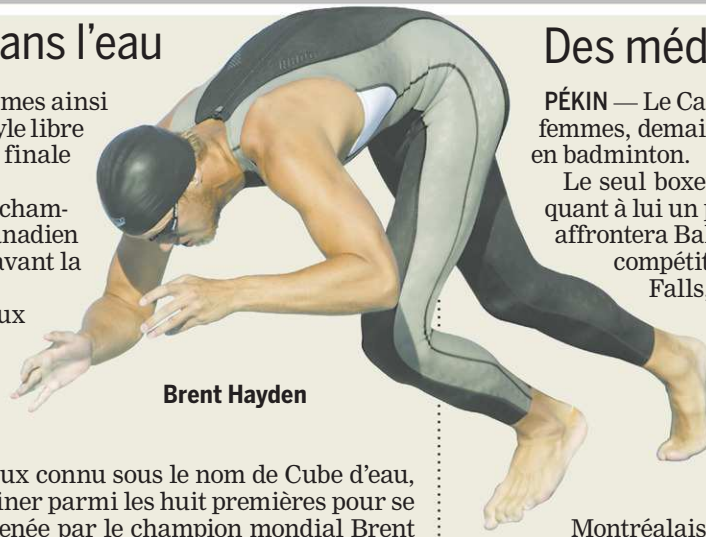 ans l'eau
mes ainsi
yle libre
finale
cham-
anadien
avant la
ux
Brent Hayden
ux connu sous le nom de Cube d'eau,
iner parmi les huit premières pour se
enée par le champion mondial Brent
Des méd
PÉKIN — Le Ca
femmes, demai
en badminton.
Le seul boxe
quant à lui un p
affrontera Bal
compétit
Falls,
Montréalais